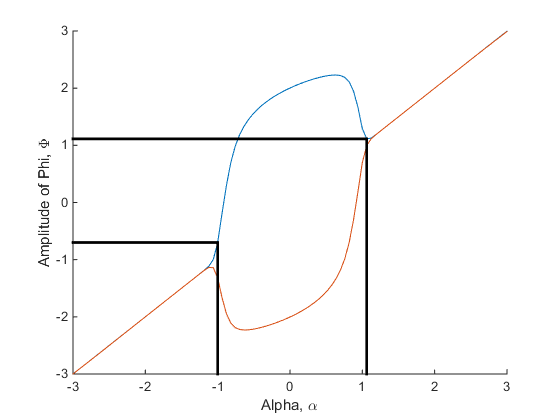 3
2
1
0
-1
-2
-3
Amplitude of Phi, Φ
-3 -2 -1 0 1 2 3
Alpha, α